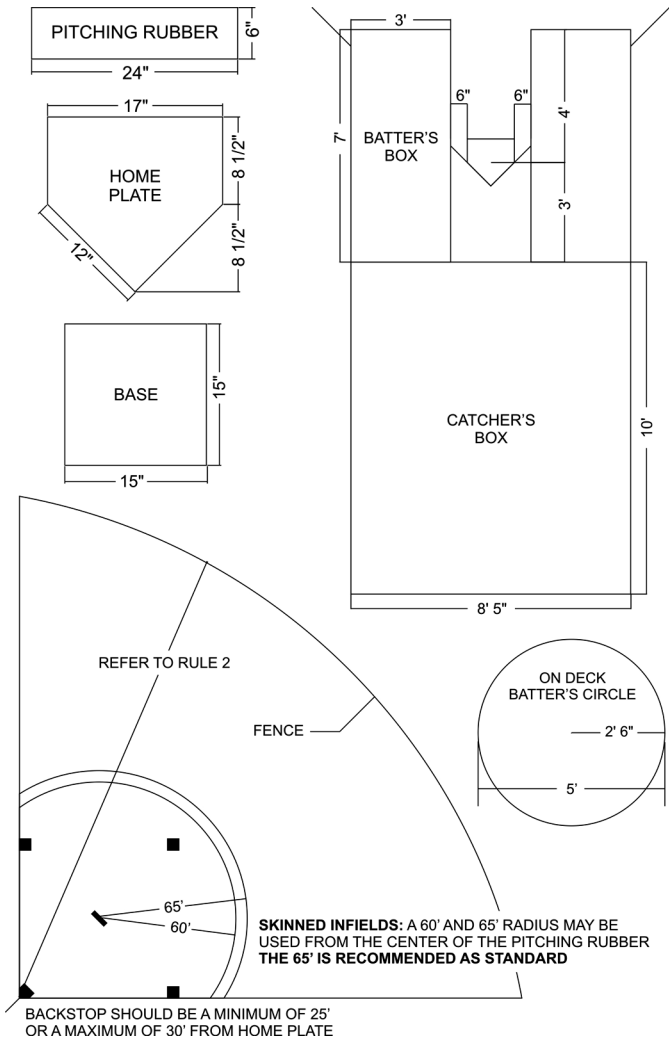 PITCHING RUBBER
6"
24"
17"
HOME
PLATE
8 1/2"
8 1/2"
12"
BASE
15"
15"
3'
6"
6"
7'
BATTER'S
BOX
4'
3'
CATCHER'S
BOX
10'
8' 5"
REFER TO RULE 2
FENCE
ON DECK
BATTER'S CIRCLE
2' 6"
5'
65'
60'
SKINNED INFIELDS: A 60' AND 65' RADIUS MAY BE
USED FROM THE CENTER OF THE PITCHING RUBBER
THE 65' IS RECOMMENDED AS STANDARD
BACKSTOP SHOULD BE A MINIMUM OF 25'
OR A MAXIMUM OF 30' FROM HOME PLATE